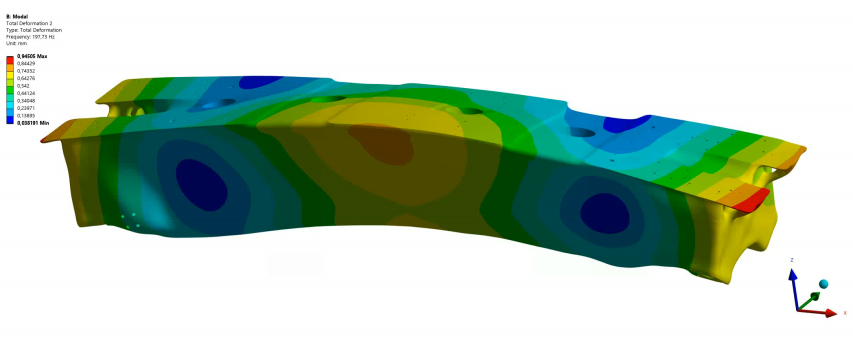 B: Modal
Total Deformation 2
Type: Total Deformation
Frequency: 197,73 Hz
Unit: mm
0,94505 Max
0,84429
0,74352
0,64276
0,542
0,44124
0,34048
0,23971
0,13895
0,038191 Min
Z
X